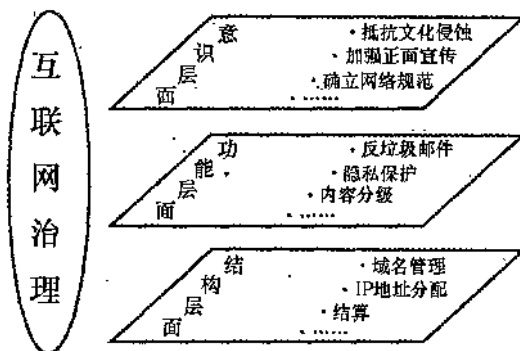 互联网治理
意识层面
·抵抗文化侵蚀
·加强正面宣传
·确立网络规范
·……
功能层面
·反垃圾邮件
·隐私保护
·内容分级
·……
结构层面
·域名管理
·IP地址分配
·结算
·……